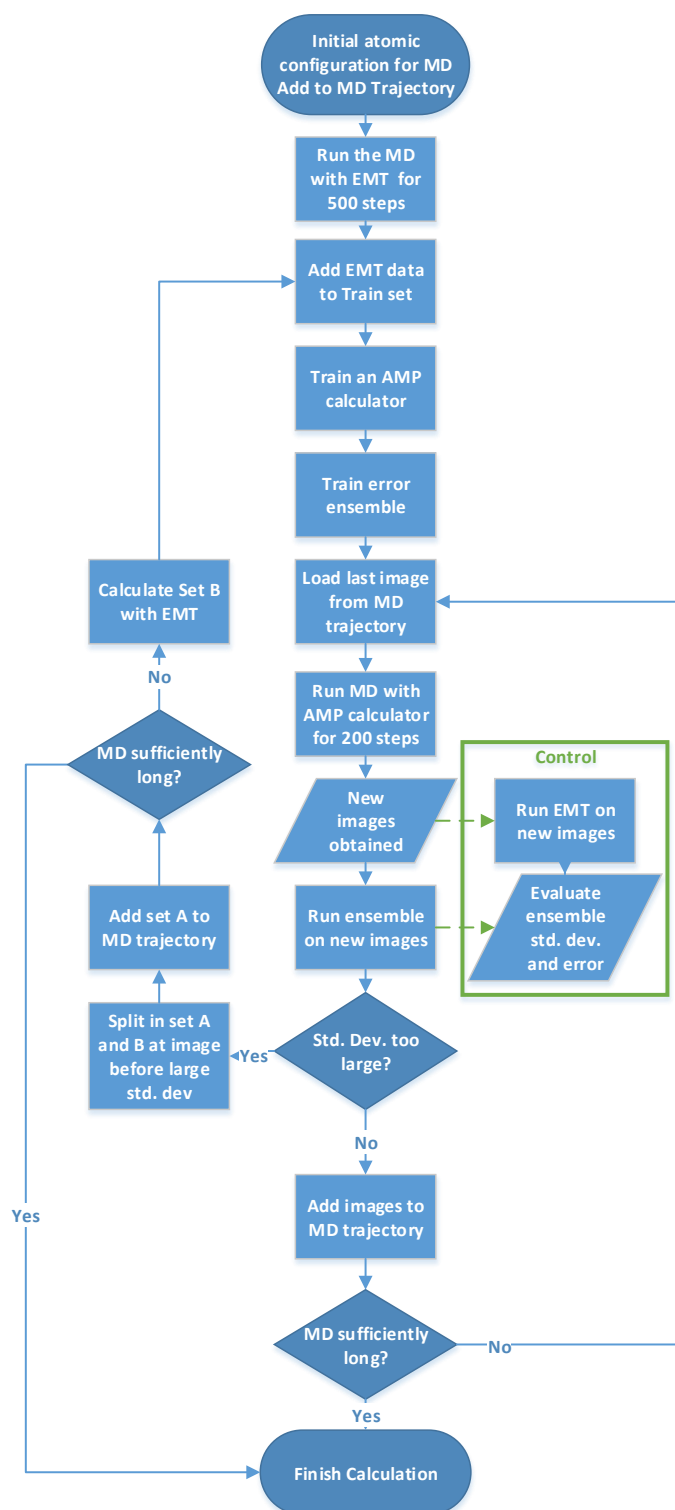 Initial atomic
configuration for MD
Add to MD Trajectory
Run the MD
with EMT for
500 steps
Add EMT data
to Train set
Train an AMP
calculator
Train error
ensemble
Load last image
from MD
trajectory
Calculate Set B
with EMT
No
Run MD with
AMP calculator
for 200 steps
MD sufficiently
long?
Control
New
images
obtained
Run EMT on
new images
Add set A to
MD trajectory
Run ensemble
on new images
Evaluate
ensemble
std. dev.
and error
Split in set A
and B at image
before large
std. dev
Yes
Std. Dev. too
large?
No
Add images to
MD trajectory
Yes
MD sufficiently
long?
No
Yes
Finish Calculation